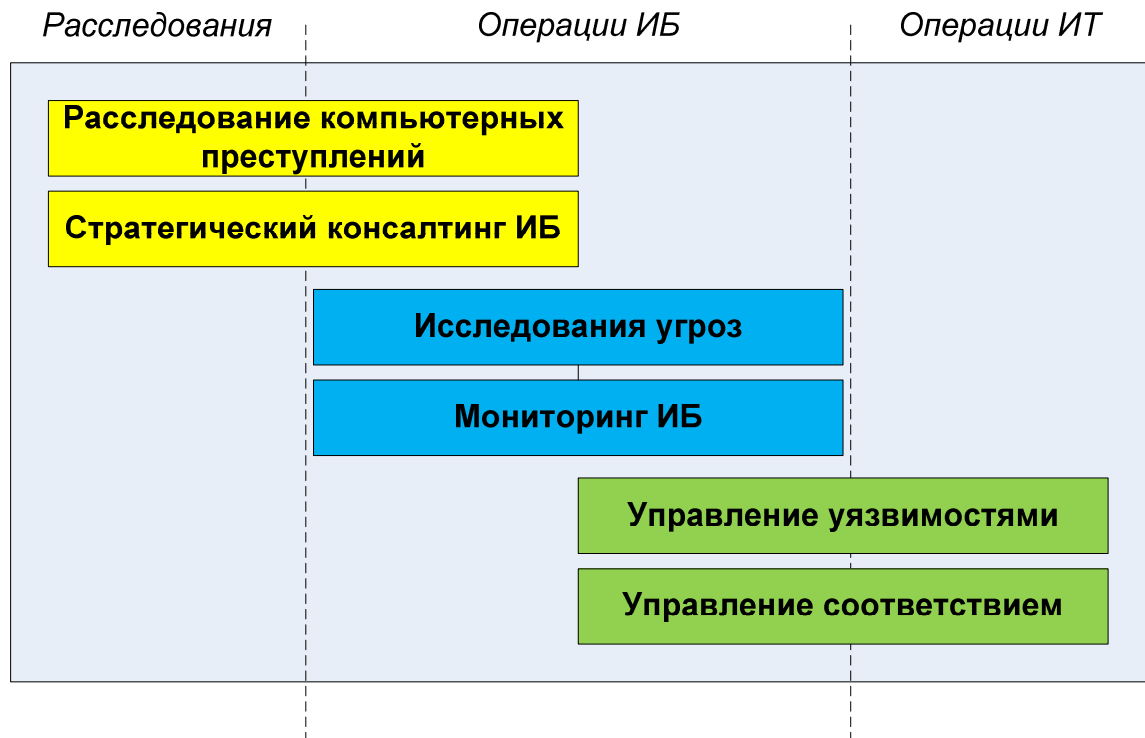 Расследования
Операции ИБ
Операции ИТ
Расследование компьютерных
преступлений
Стратегический консалтинг ИБ
Исследования угроз
Мониторинг ИБ
Управление уязвимостями
Управление соответствием